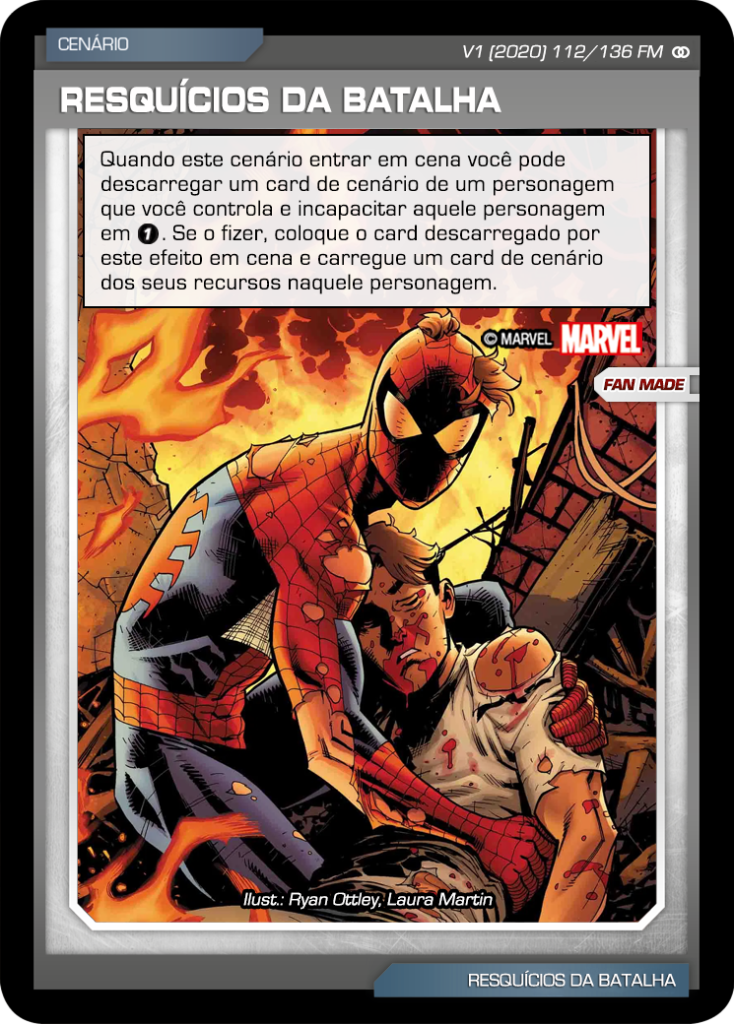 CENÁRIO
V1 (2020) 112/136 FM
RESQUÍCIOS DA BATALHA
Quando este cenário entrar em cena você pode
descarregar um card de cenário de um personagem
que você controla e incapacitar aquele personagem
em 1. Se o fizer, coloque o card descarregado por
este efeito em cena e carregue um card de cenário
dos seus recursos naquele personagem.
© MARVEL MARVEL
FAN MADE
Ilust.: Ryan Ottley, Laura Martin
RESQUÍCIOS DA BATALHA